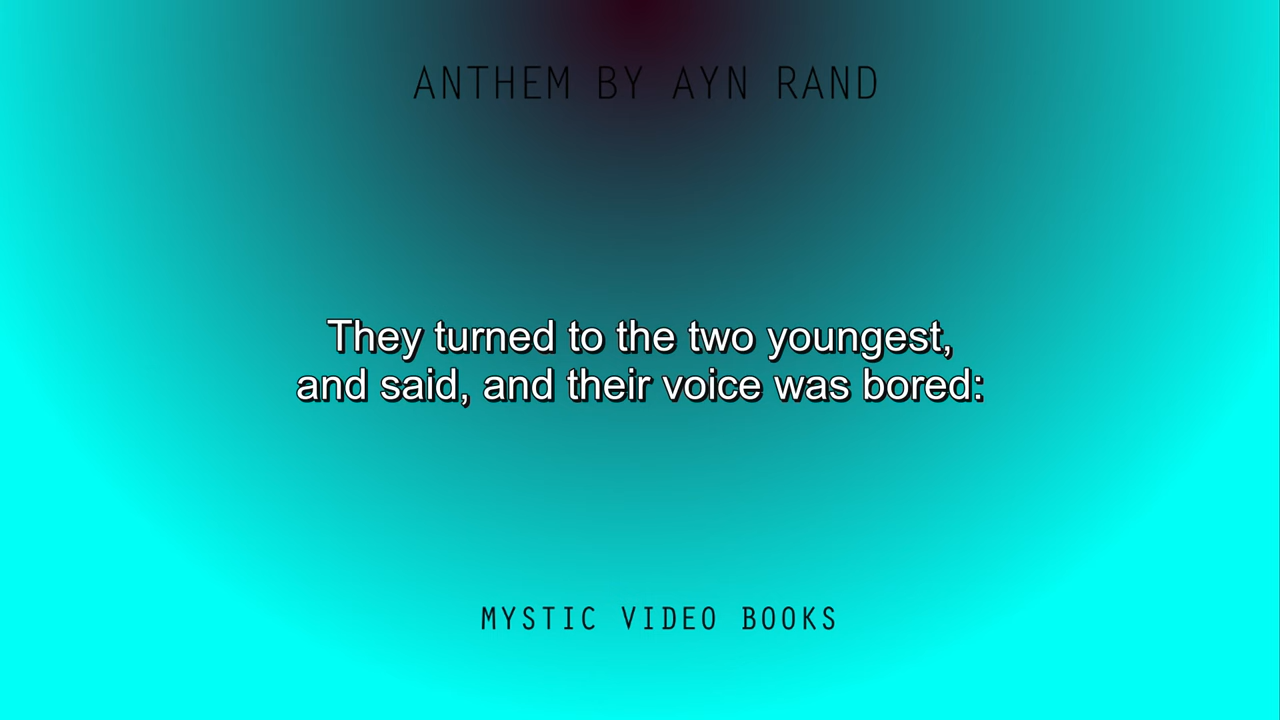 ANTHEM BY AYN RAND
They turned to the two youngest,
and said, and their voice was bored:
MYSTIC VIDEO BOOKS